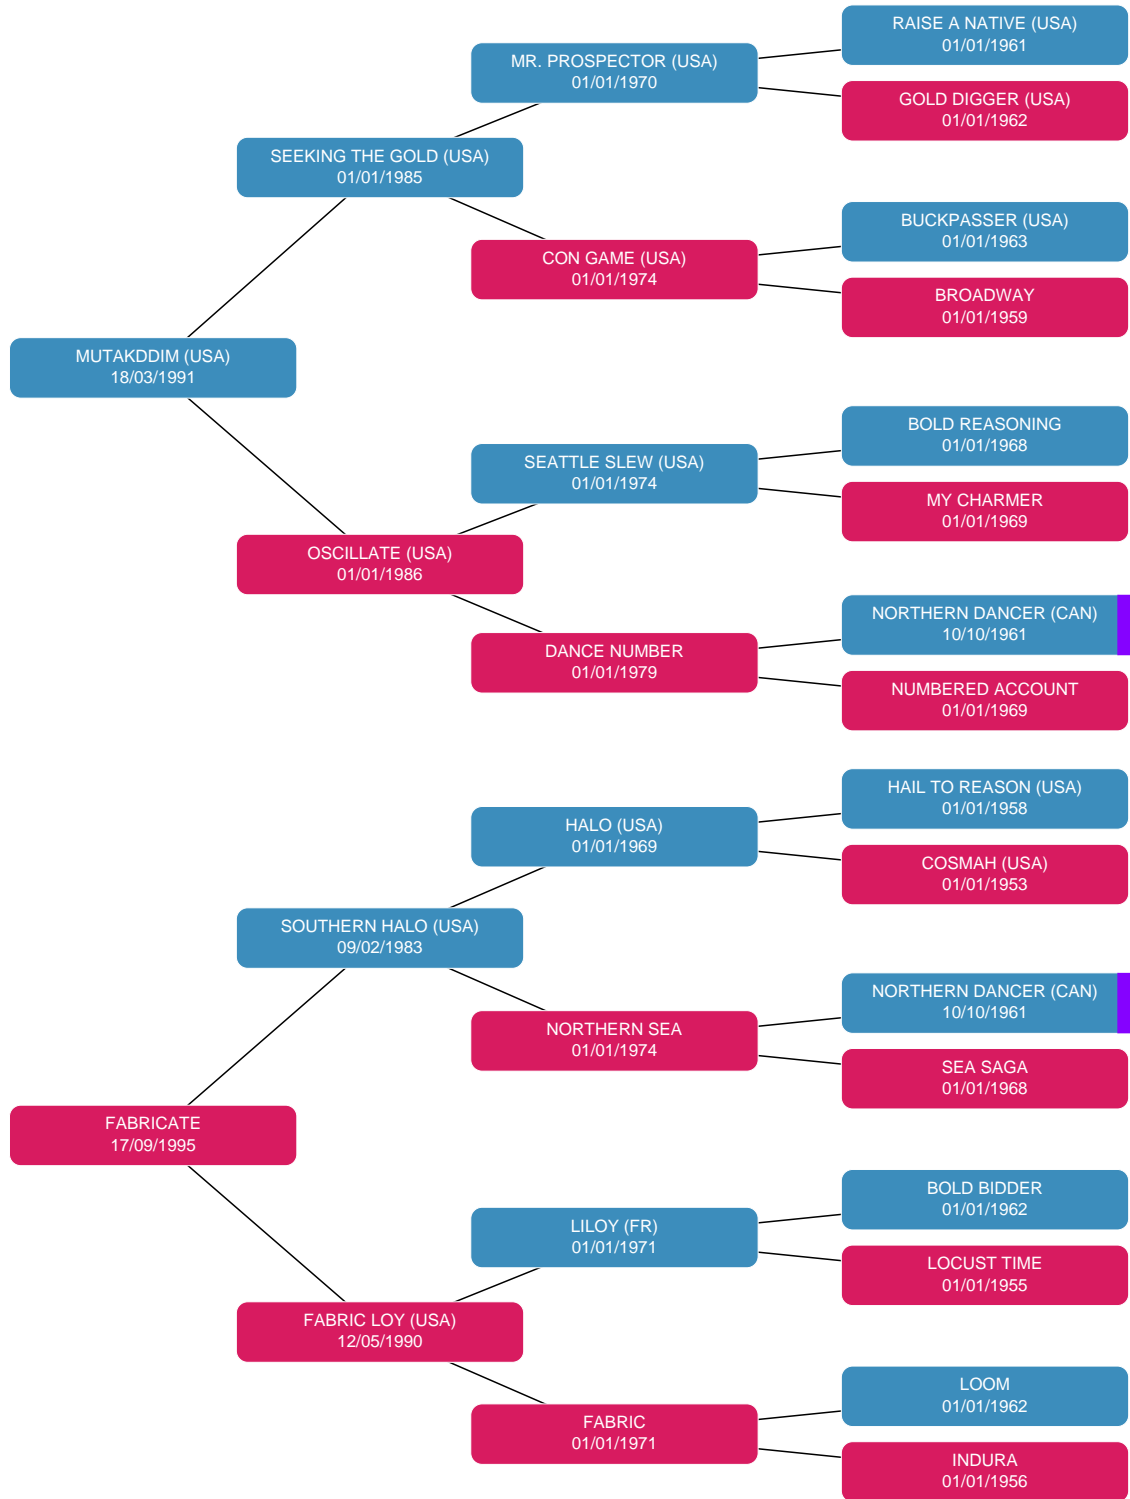 RAISE A NATIVE (USA)
01/01/1961
MR. PROSPECTOR (USA)
01/01/1970
GOLD DIGGER (USA)
01/01/1962
SEEKING THE GOLD (USA)
01/01/1985
BUCKPASSER (USA)
01/01/1963
CON GAME (USA)
01/01/1974
BROADWAY
01/01/1959
MUTAKDDIM (USA)
18/03/1991
BOLD REASONING
01/01/1968
SEATTLE SLEW (USA)
01/01/1974
MY CHARMER
01/01/1969
OSCILLATE (USA)
01/01/1986
NORTHERN DANCER (CAN)
10/10/1961
DANCE NUMBER
01/01/1979
NUMBERED ACCOUNT
01/01/1969
HAIL TO REASON (USA)
01/01/1958
HALO (USA)
01/01/1969
COSMAH (USA)
01/01/1953
SOUTHERN HALO (USA)
09/02/1983
NORTHERN DANCER (CAN)
10/10/1961
NORTHERN SEA
01/01/1974
SEA SAGA
01/01/1968
FABRICATE
17/09/1995
BOLD BIDDER
01/01/1962
LILOY (FR)
01/01/1971
LOCUST TIME
01/01/1955
FABRIC LOY (USA)
12/05/1990
LOOM
01/01/1962
FABRIC
01/01/1971
INDURA
01/01/1956